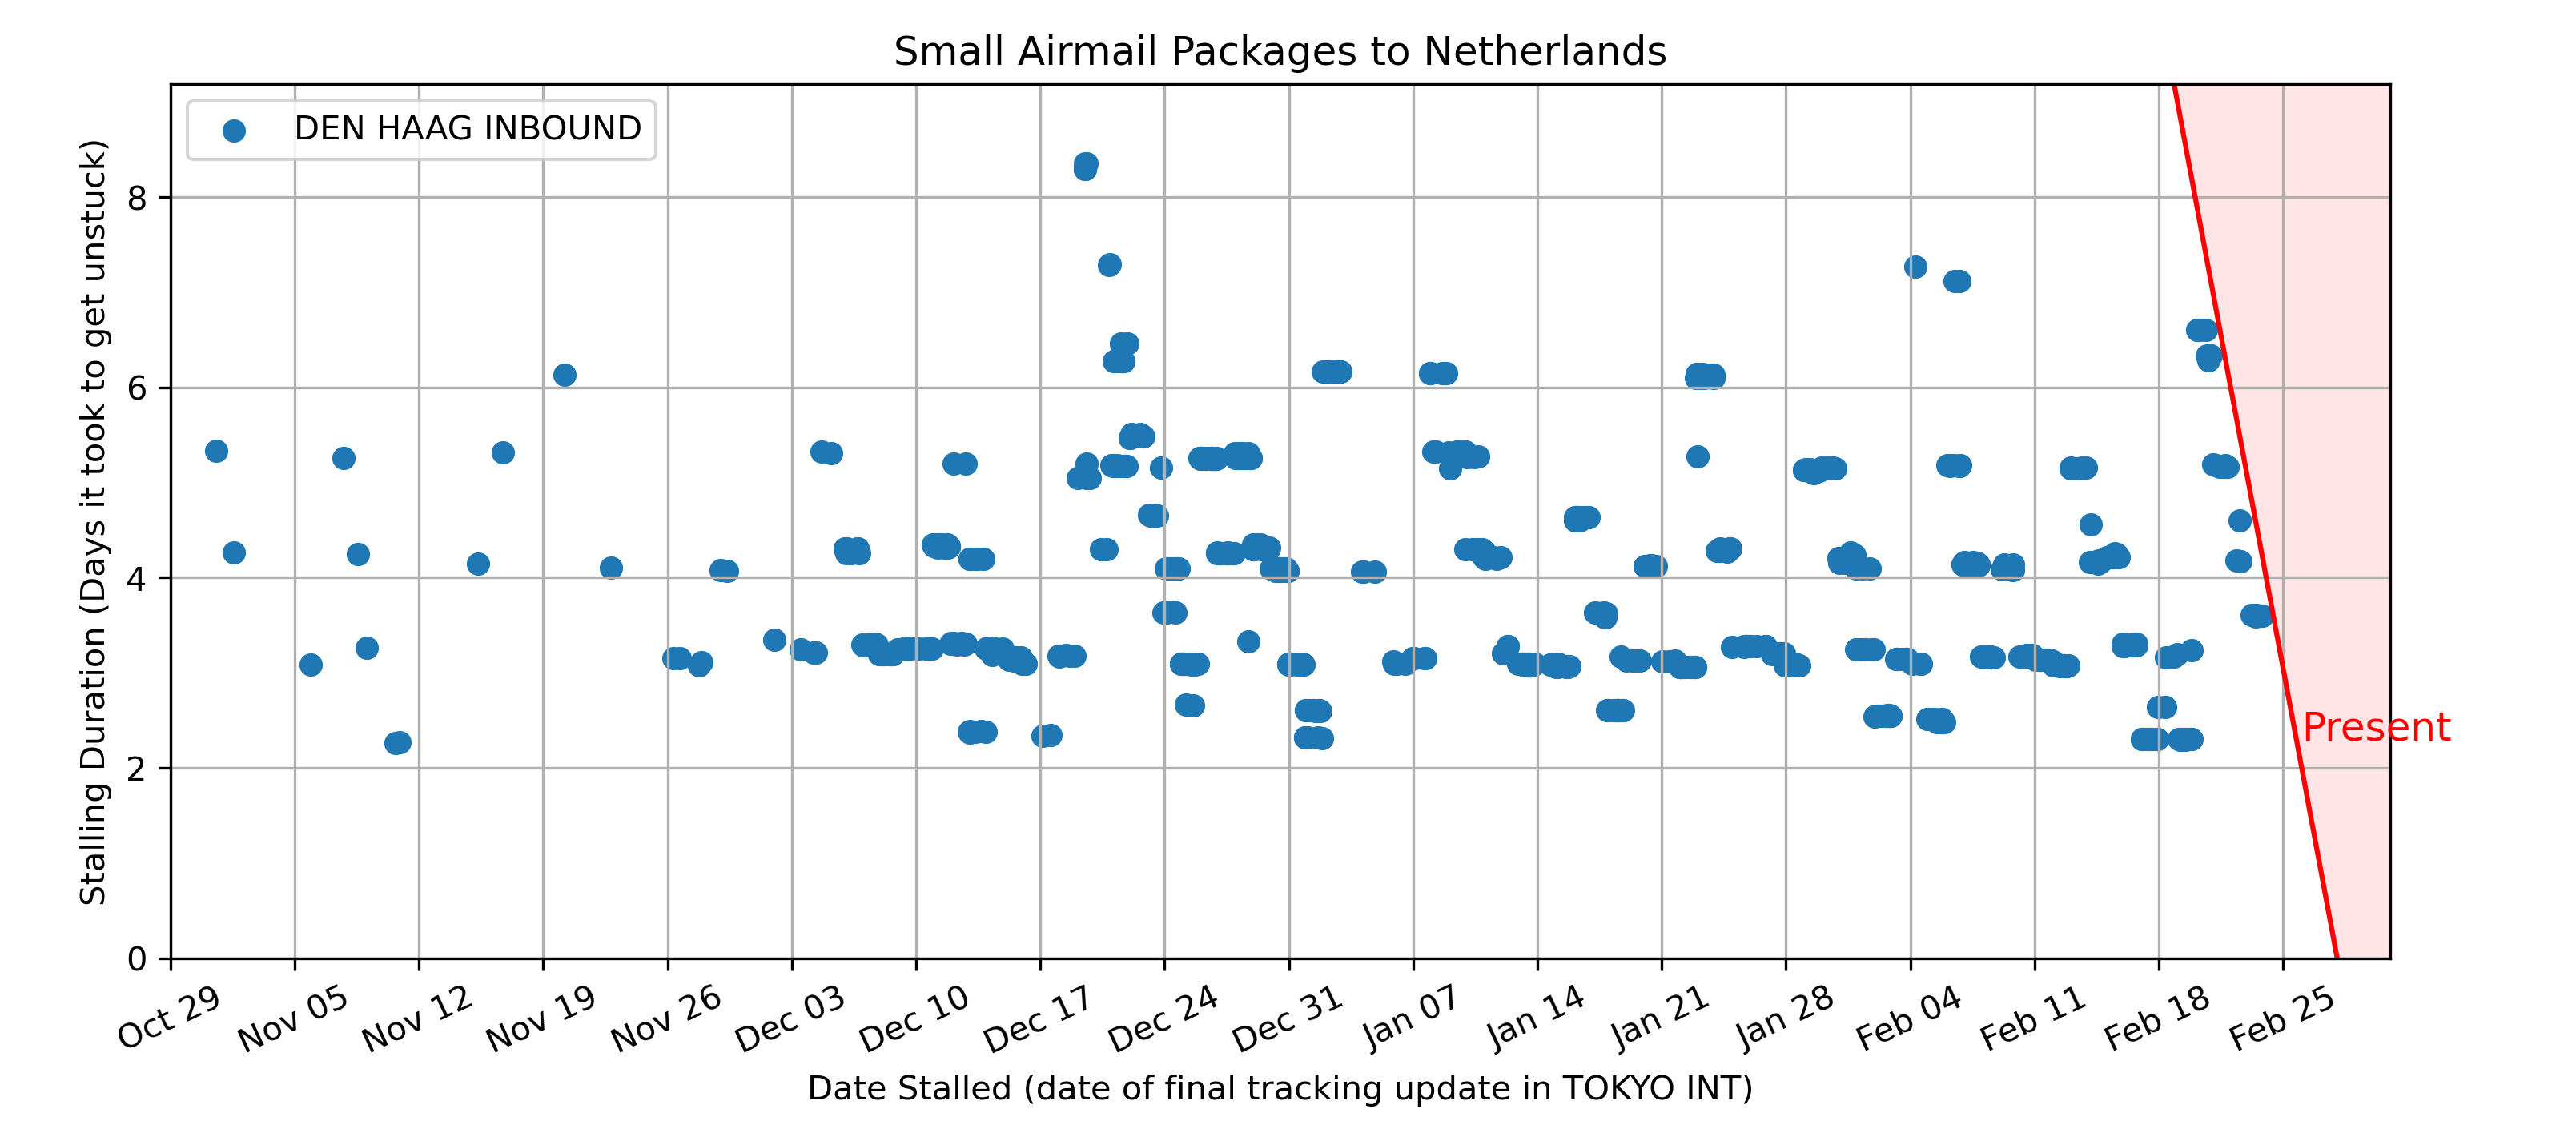 Small Airmail Packages to Netherlands
DEN HAAG INBOUND
Stalling Duration (Days it took to get unstuck)
8
6
4
2
0
Present
Oct 29
Nov 05
Nov 12
Nov 19
Nov 26
Dec 03
Dec 10
Dec 17
Dec 24
Dec 31
Jan 07
Jan 14
Jan 21
Jan 28
Feb 04
Feb 11
Feb 18
Feb 25
Date Stalled (date of final tracking update in TOKYO INT)